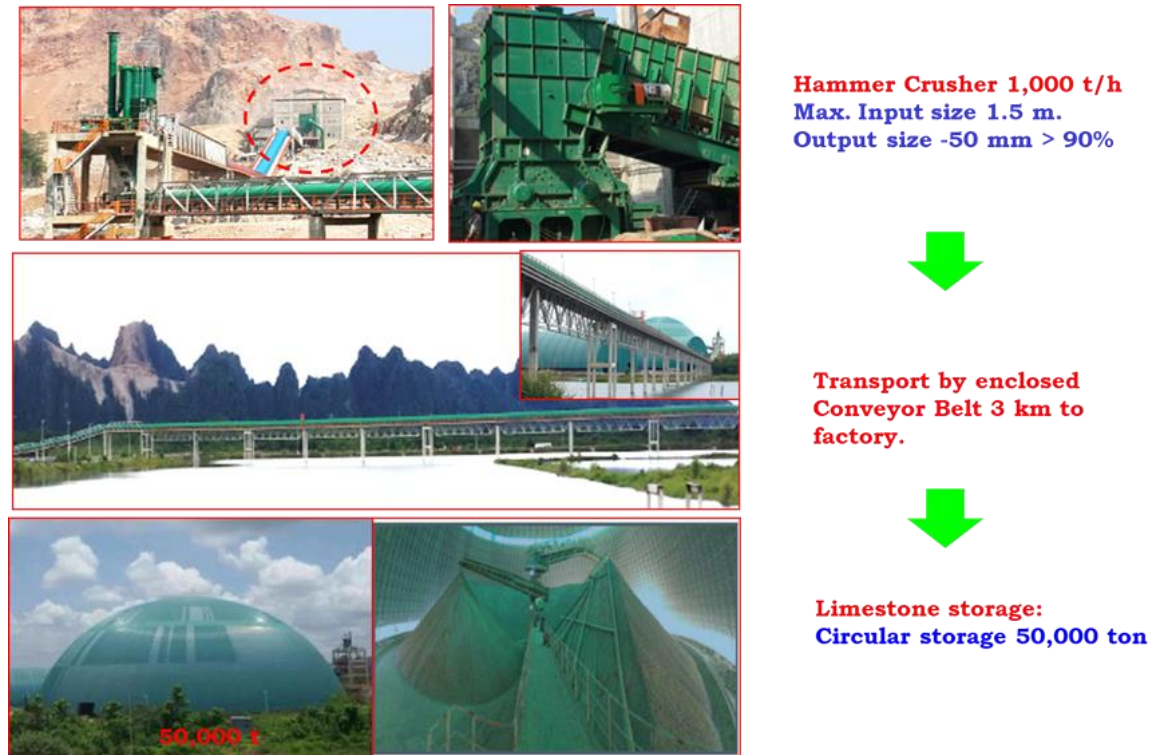 Hammer Crusher 1,000 t/h
Max. Input size 1.5 m.
Output size -50 mm > 90%
Transport by enclosed
Conveyor Belt 3 km to
factory.
Limestone storage:
Circular storage 50,000 ton
50,000 t